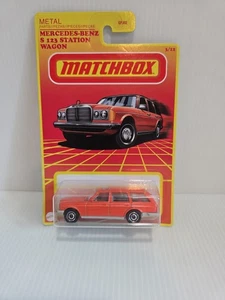 METAL
MERCEDES-BENZ
S 123 STATION
WAGON
MATCHBOX